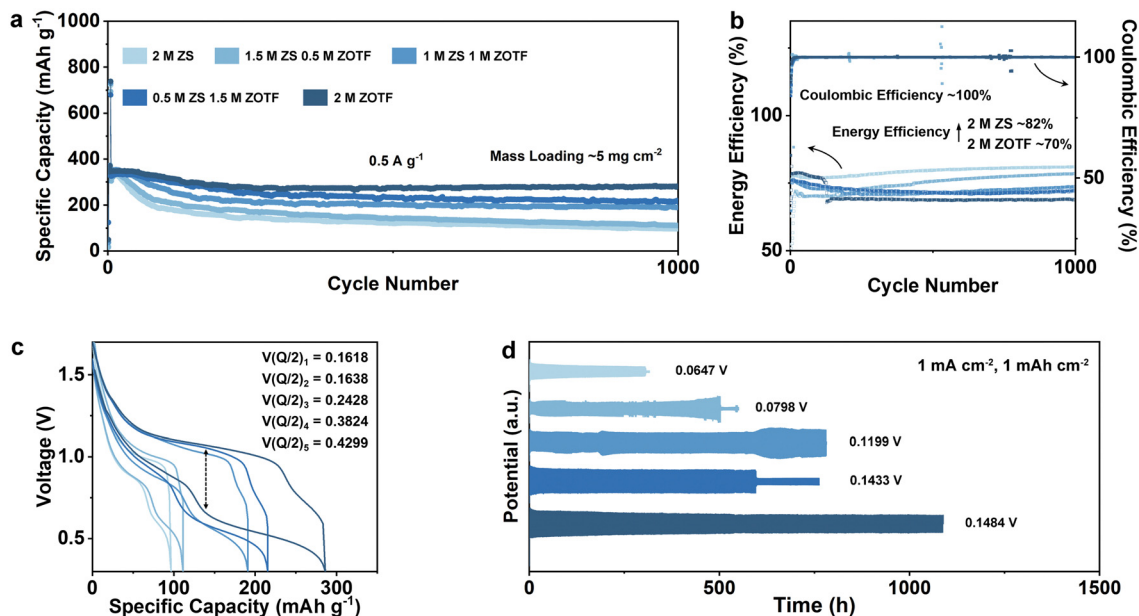 a
Specific Capacity (mAh g⁻¹)
1000
800
600
400
200
0
2 M ZS
1.5 M ZS 0.5 M ZOTF
1 M ZS 1 M ZOTF
0.5 M ZS 1.5 M ZOTF
2 M ZOTF
0.5 A g⁻¹
Mass Loading ~5 mg cm⁻²
0
1000
Cycle Number
b
Energy Efficiency (%)
100
50
Coulombic Efficiency ~100%
Energy Efficiency
2 M ZS ~82%
2 M ZOTF ~70%
100
50
Coulombic Efficiency (%)
0
1000
Cycle Number
c
Voltage (V)
1.5
1.0
0.5
V(Q/2)₁ = 0.1618
V(Q/2)₂ = 0.1638
V(Q/2)₃ = 0.2428
V(Q/2)₄ = 0.3824
V(Q/2)₅ = 0.4299
0
100
200
300
Specific Capacity (mAh g⁻¹)
d
Potential (a.u.)
1 mA cm⁻², 1 mAh cm⁻²
0.0647 V
0.0798 V
0.1199 V
0.1433 V
0.1484 V
0
500
1000
1500
Time (h)